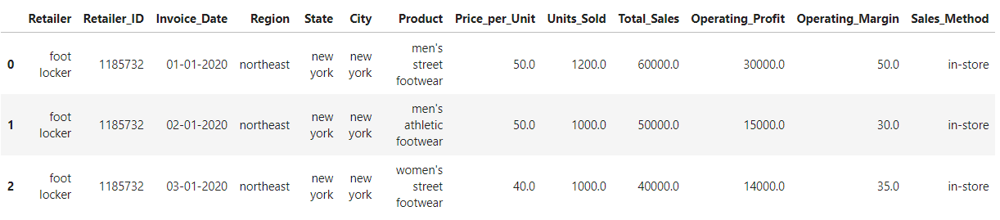 Retailer Retailer_ID Invoice_Date Region State City Product Price_per_Unit Units_Sold Total_Sales Operating_Profit Operating_Margin Sales_Method
0 foot locker 1185732 01-01-2020 northeast new york new york men's street footwear 50.0 1200.0 60000.0 30000.0 50.0 in-store
1 foot locker 1185732 02-01-2020 northeast new york new york men's athletic footwear 50.0 1000.0 50000.0 15000.0 30.0 in-store
2 foot locker 1185732 03-01-2020 northeast new york new york women's street footwear 40.0 1000.0 40000.0 14000.0 35.0 in-store